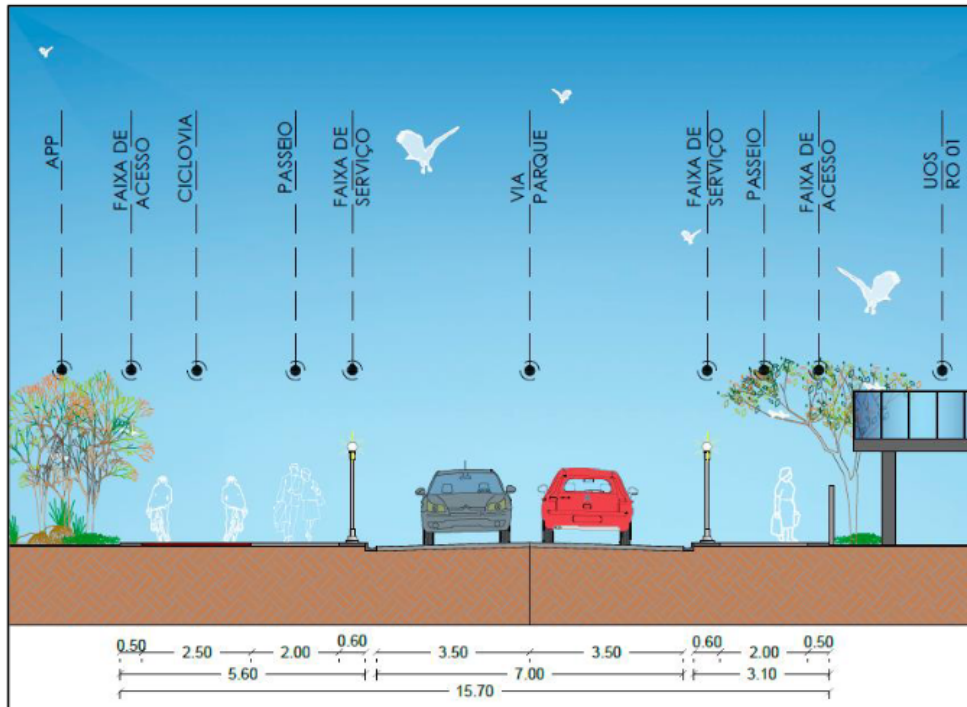 APP
FAIXA DE
ACESSO
CICLOVIA
PASSEIO
FAIXA DE
SERVIÇO
VIA
PARQUE
FAIXA DE
SERVIÇO
PASSEIO
FAIXA DE
ACESSO
UOS
RO 01
0.50 2.50 2.00 0.60 3.50 3.50 0.60 2.00 0.50
5.60 7.00 3.10
15.70